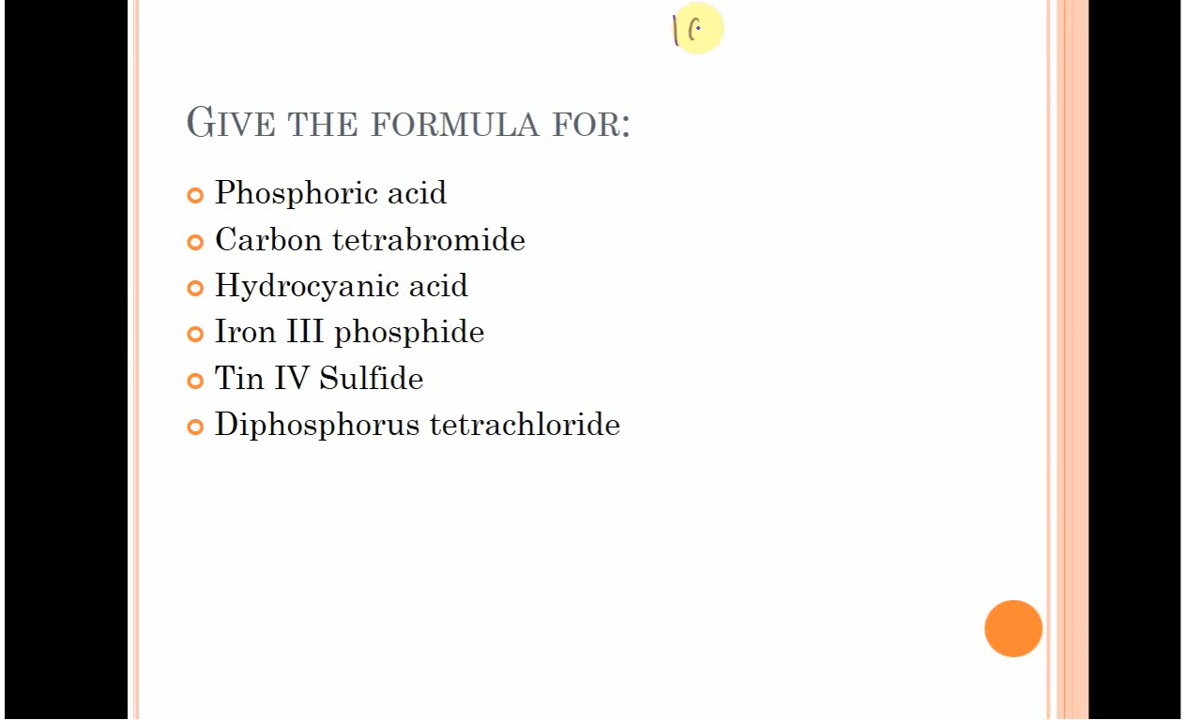 GIVE THE FORMULA FOR:
Phosphoric acid
Carbon tetrabromide
Hydrocyanic acid
Iron III phosphide
Tin IV Sulfide
Diphosphorus tetrachloride